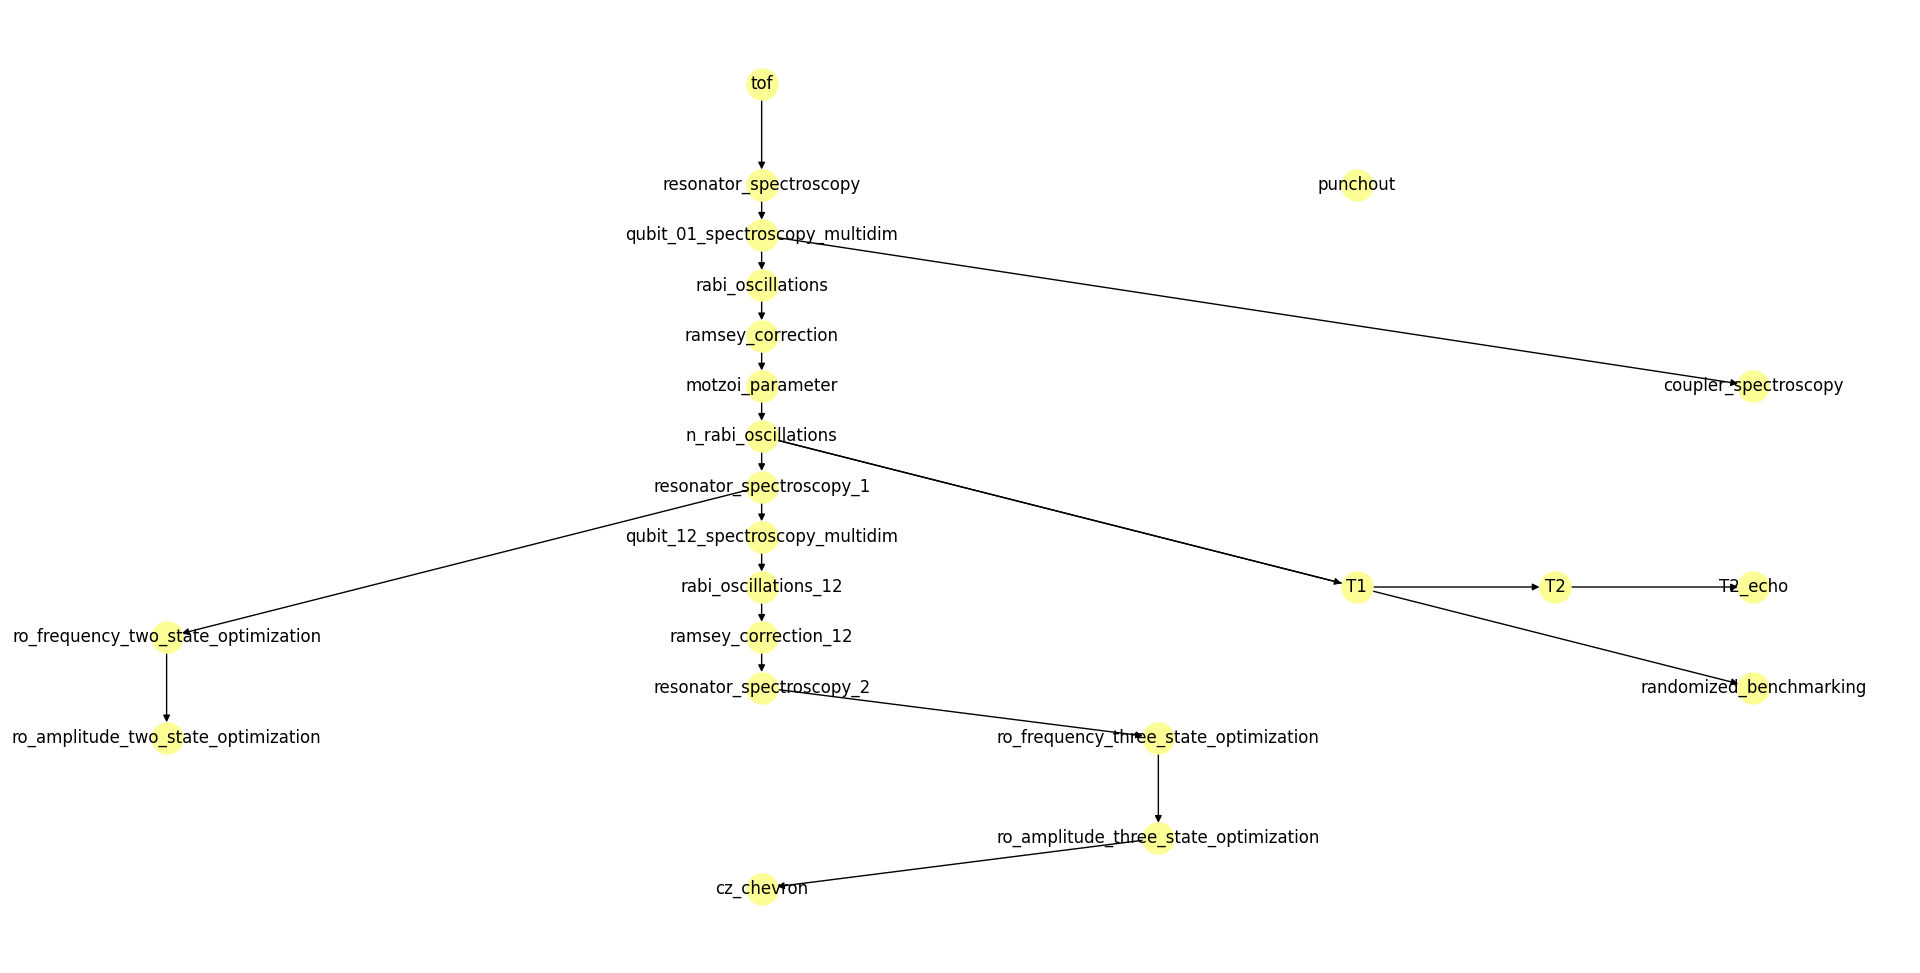 tof
resonator_spectroscopy
punchout
qubit_01_spectroscopy_multidim
rabi_oscillations
ramsey_correction
motzoi_parameter
coupler_spectroscopy
n_rabi_oscillations
resonator_spectroscopy_1
qubit_12_spectroscopy_multidim
rabi_oscillations_12
T1
T2
T2_echo
ro_frequency_two_state_optimization
ramsey_correction_12
resonator_spectroscopy_2
randomized_benchmarking
ro_amplitude_two_state_optimization
ro_frequency_three_state_optimization
ro_amplitude_three_state_optimization
cz_chevron